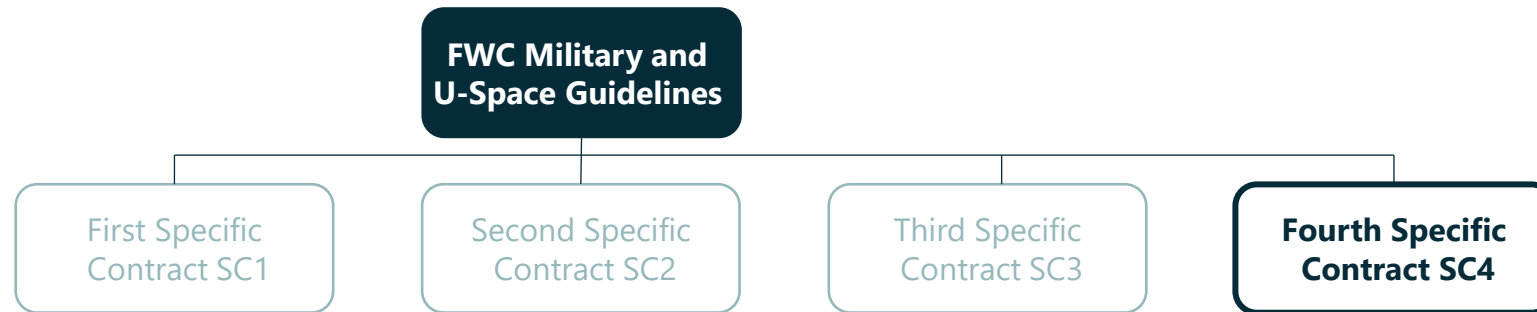 FWC Military and
U-Space Guidelines
First Specific
Contract SC1
Second Specific
Contract SC2
Third Specific
Contract SC3
Fourth Specific
Contract SC4